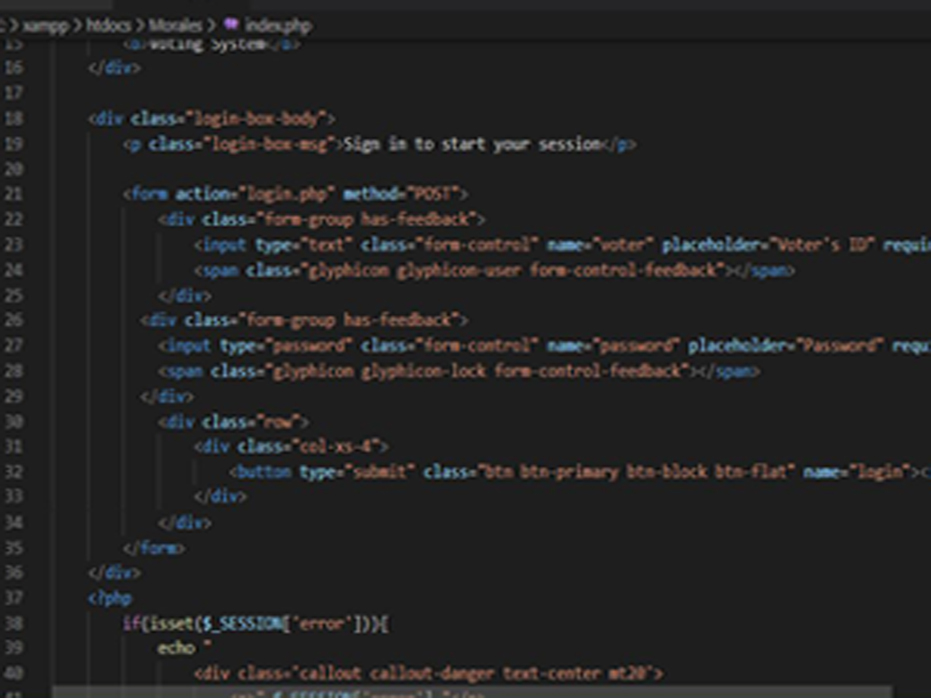 > xampp > htdocs > Morales > index.php
15 <b>Voting System</b>
16 </div>
17
18 <div class="login-box-body">
19 <p class="login-box-msg">Sign in to start your session</p>
20
21 <form action="login.php" method="POST">
22 <div class="form-group has-feedback">
23 <input type="text" class="form-control" name="voter" placeholder="Voter's ID" requi
24 <span class="glyphicon glyphicon-user form-control-feedback"></span>
25 </div>
26 <div class="form-group has-feedback">
27 <input type="password" class="form-control" name="password" placeholder="Password" requ
28 <span class="glyphicon glyphicon-lock form-control-feedback"></span>
29 </div>
30 <div class="row">
31 <div class="col-xs-4">
32 <button type="submit" class="btn btn-primary btn-block btn-flat" name="login"><
33 </div>
34 </div>
35 </form>
36 </div>
37 <?php
38 if(isset($_SESSION['error'])){
39 echo "
40 <div class='callout callout-danger text-center mt20'>